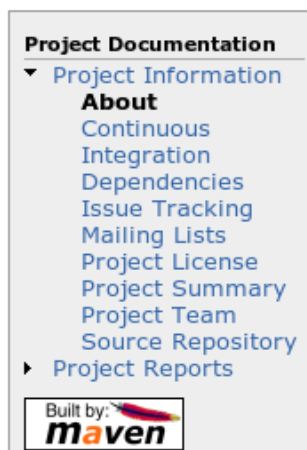 Project Documentation
Project Information
About
Continuous
Integration
Dependencies
Issue Tracking
Mailing Lists
Project License
Project Summary
Project Team
Source Repository
Project Reports
Built by:
maven